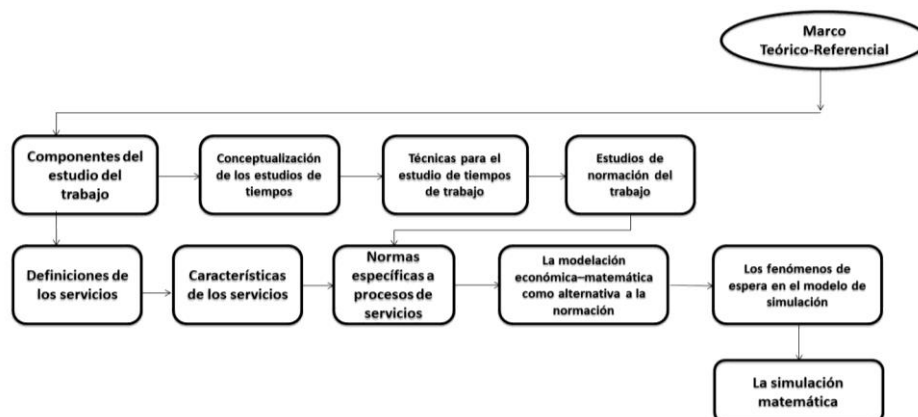 Marco
Teórico-Referencial
Componentes del
estudio del
trabajo
Conceptualización
de los estudios de
tiempos
Técnicas para el
estudio de tiempos
de trabajo
Estudios de
normación del
trabajo
Definiciones de
los servicios
Características
de los servicios
Normas
específicas a
procesos de
servicios
La modelación
económica–matemática
como alternativa a la
normación
Los fenómenos de
espera en el modelo de
simulación
La simulación
matemática